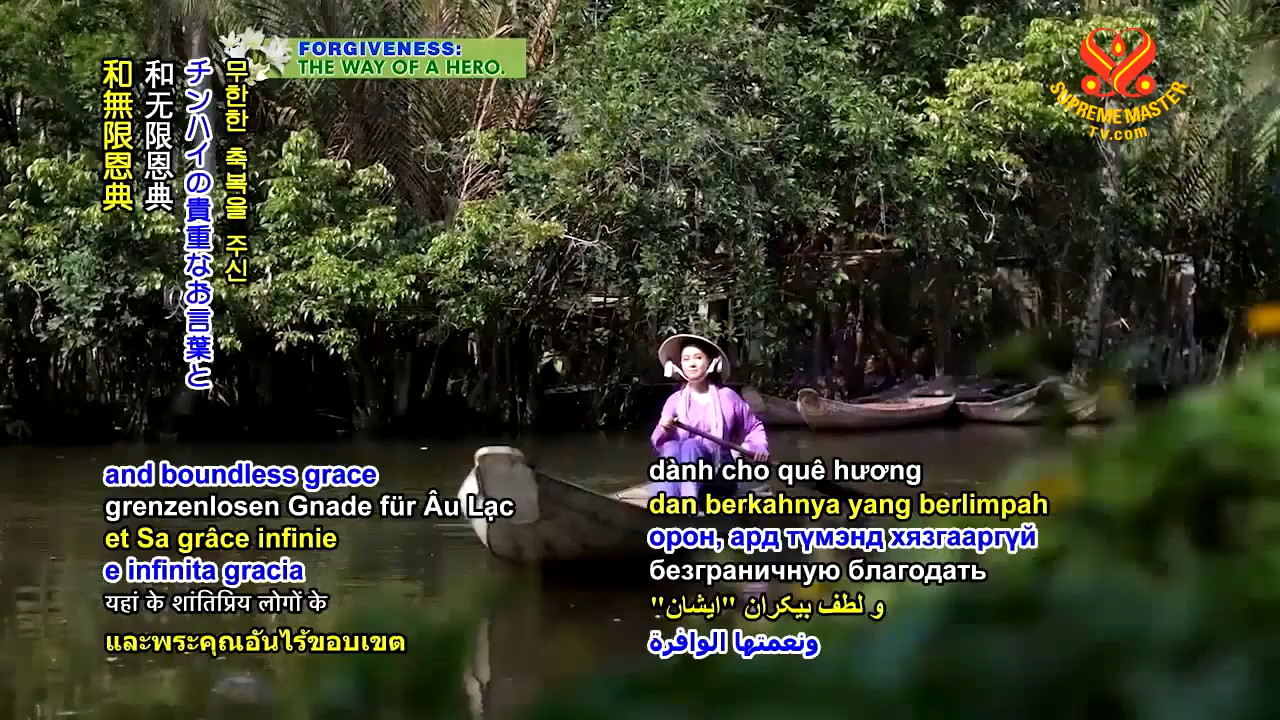 FORGIVENESS:
THE WAY OF A HERO.
SUPREME MASTER
TV.com
和無限恩典
和无限恩典
チンハイの貴重なお言葉と
무한한 축복을 주신
and boundless grace
grenzenlosen Gnade für Âu Lạc
et Sa grâce infinie
e infinita gracia
यहां के शांतिप्रिय लोगों के
และพระคุณอันไร้ขอบเขต
dành cho quê hương
dan berkahnya yang berlimpah
орон, ард түмэнд хязгааргүй
безграничную благодать
و لطف بیکران "ایشان"
ونعمتها الوافرة